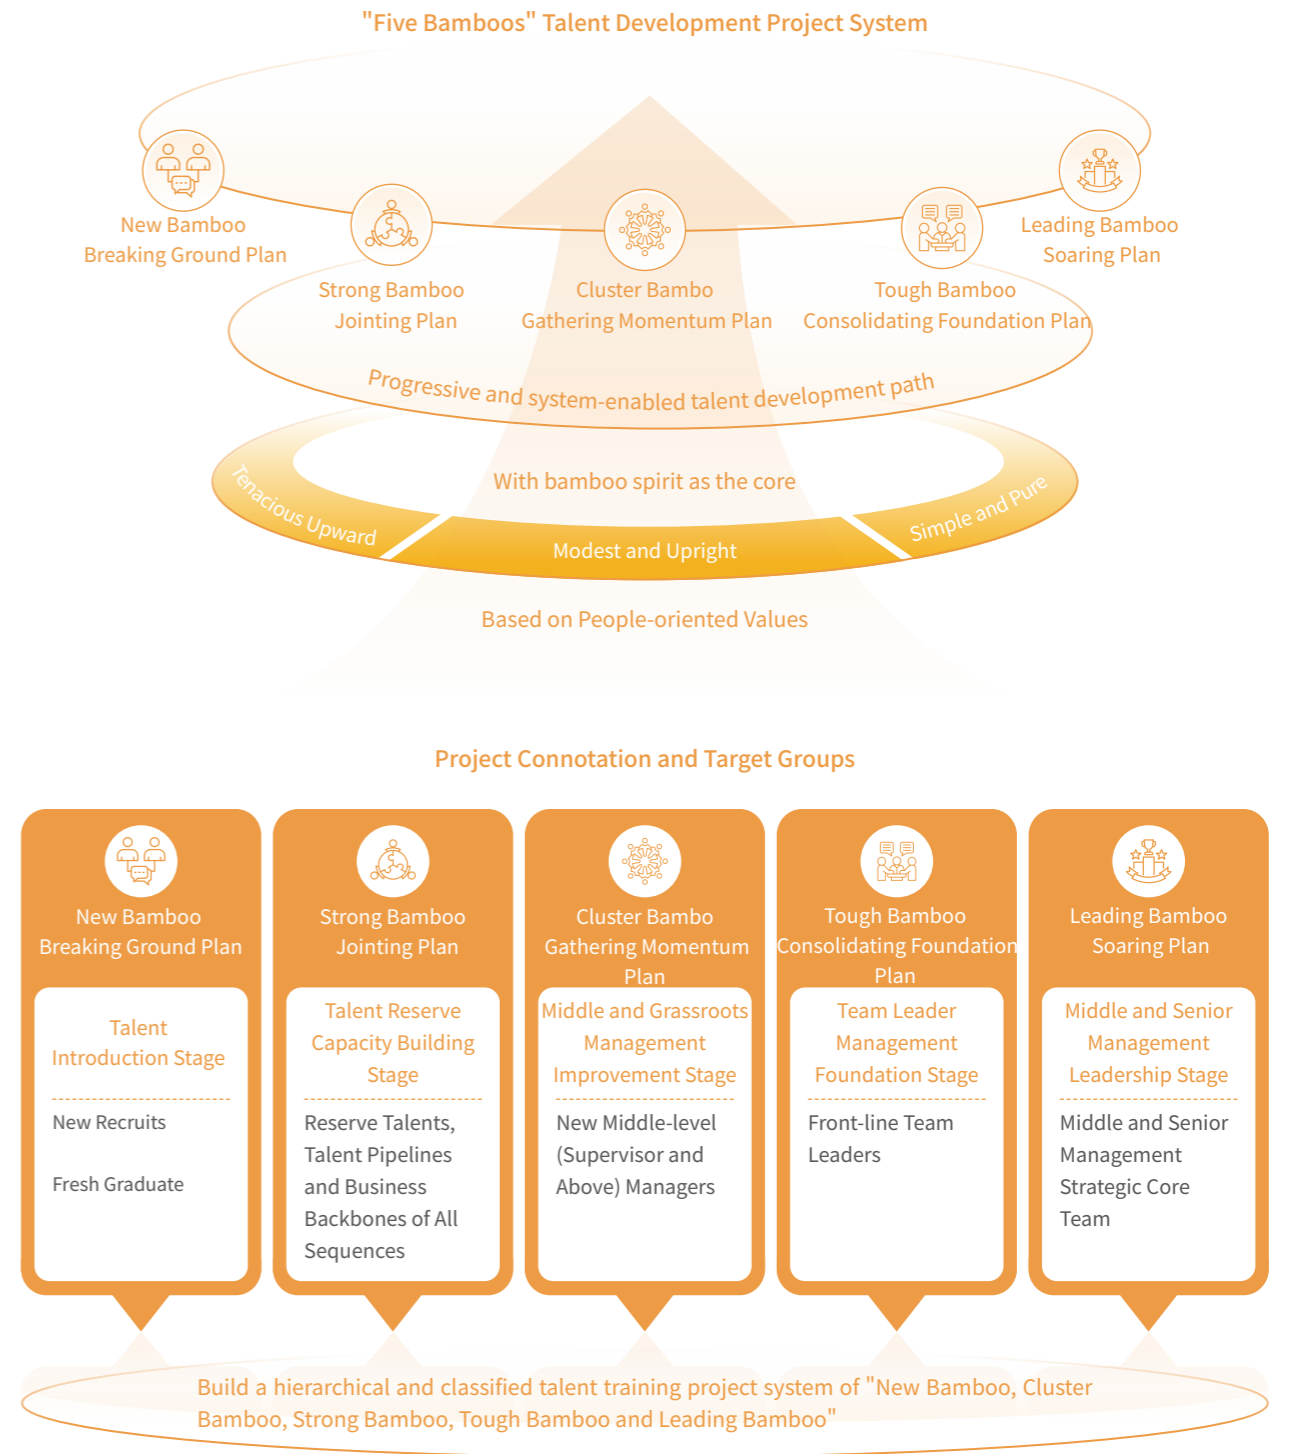 "Five Bamboos" Talent Development Project System
New Bamboo
Breaking Ground Plan
Strong Bamboo
Jointing Plan
Cluster Bambo
Gathering Momentum Plan
Tough Bamboo
Consolidating Foundation Plan
Leading Bamboo
Soaring Plan
Progressive and system-enabled talent development path
With bamboo spirit as the core
Tenacious Upward
Modest and Upright
Simple and Pure
Based on People-oriented Values
Project Connotation and Target Groups
New Bamboo
Breaking Ground Plan
Talent
Introduction Stage
New Recruits
Fresh Graduate
Strong Bamboo
Jointing Plan
Talent Reserve
Capacity Building
Stage
Reserve Talents,
Talent Pipelines
and Business
Backbones of All
Sequences
Cluster Bambo
Gathering Momentum
Plan
Middle and Grassroots
Management
Improvement Stage
New Middle-level
(Supervisor and
Above) Managers
Tough Bamboo
Consolidating Foundation
Plan
Team Leader
Management
Foundation Stage
Front-line Team
Leaders
Leading Bamboo
Soaring Plan
Middle and Senior
Management
Leadership Stage
Middle and Senior
Management
Strategic Core
Team
Build a hierarchical and classified talent training project system of "New Bamboo, Cluster
Bamboo, Strong Bamboo, Tough Bamboo and Leading Bamboo"